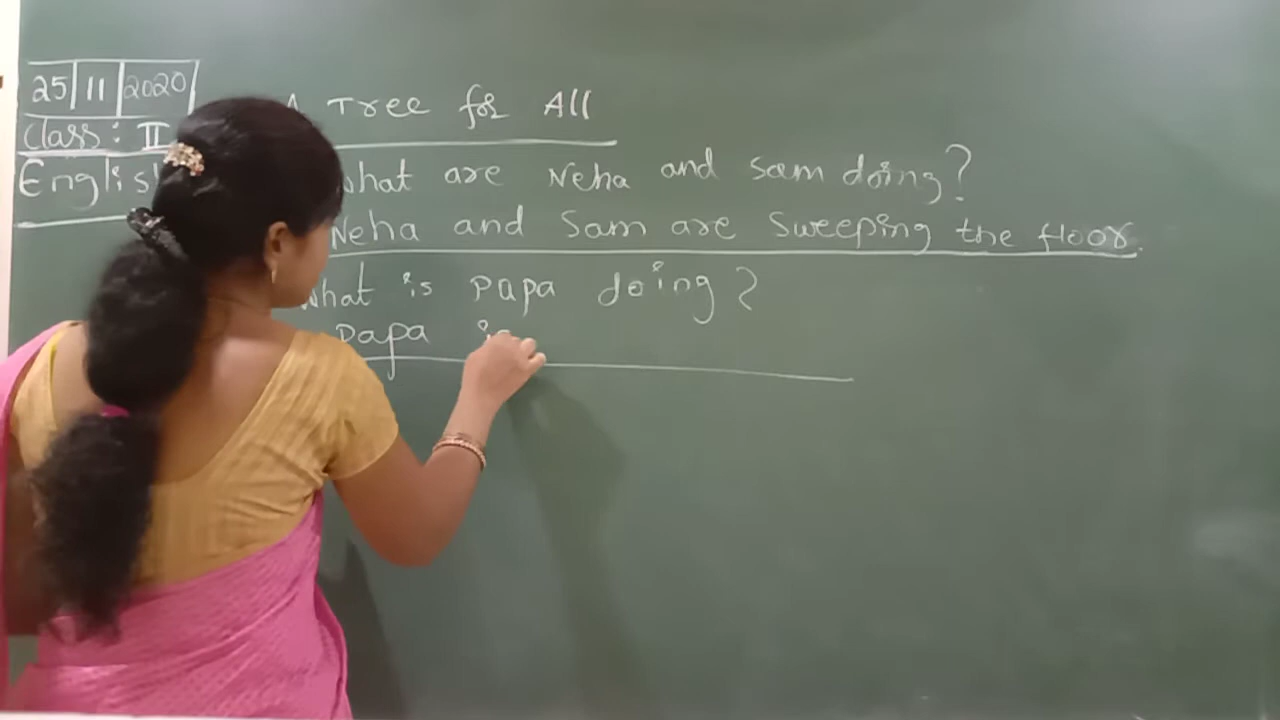 25 11 2020
Class: II
English
A Tree for All
What are Neha and Sam doing?
Neha and Sam are Sweeping the floor.
What is Papa doing?
Papa is